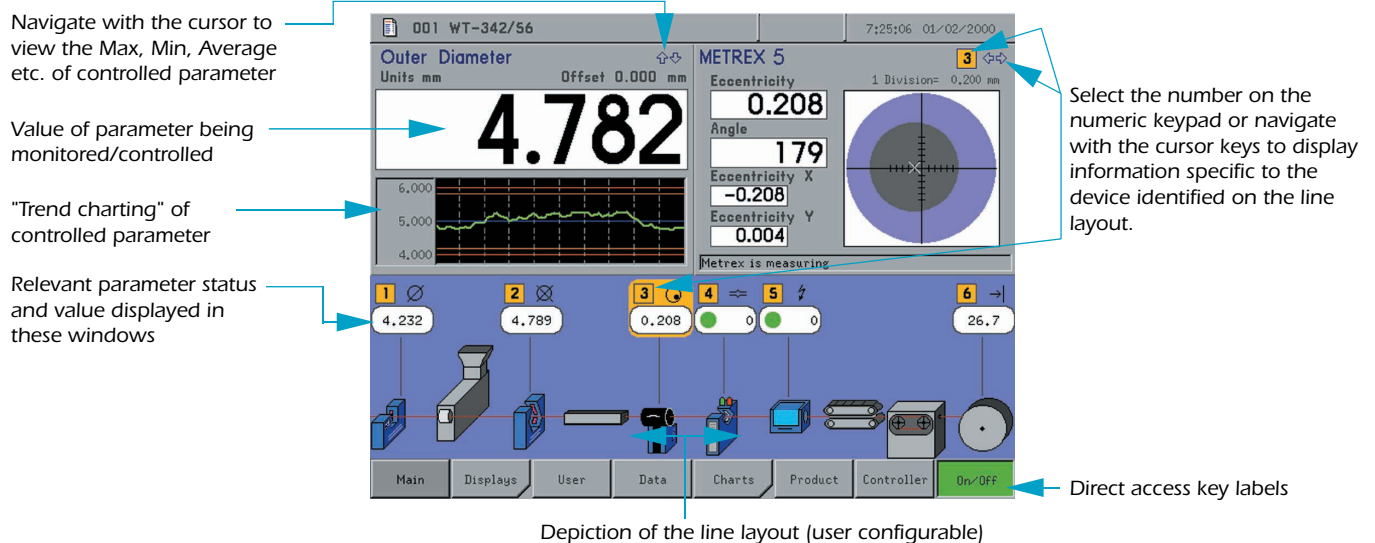 Navigate with the cursor to
view the Max, Min, Average
etc. of controlled parameter
Value of parameter being
monitored/controlled
"Trend charting" of
controlled parameter
Relevant parameter status
and value displayed in
these windows
001 WT-342/56
7:25:06 01/02/2000
Outer Diameter
Units mm
Offset 0.000 mm
4.782
6.000
5.000
4.000
METREX 5
3
Eccentricity
1 Division= 0.200 mm
0.208
Angle
179
Eccentricity X
-0.208
Eccentricity Y
0.004
Metrex is measuring
Select the number on the
numeric keypad or navigate
with the cursor keys to display
information specific to the
device identified on the line
layout.
1
2
3
4
5
6
4.232
4.789
0.208
0
0
26.7
Main
Displays
User
Data
Charts
Product
Controller
On/Off
Direct access key labels
Depiction of the line layout (user configurable)